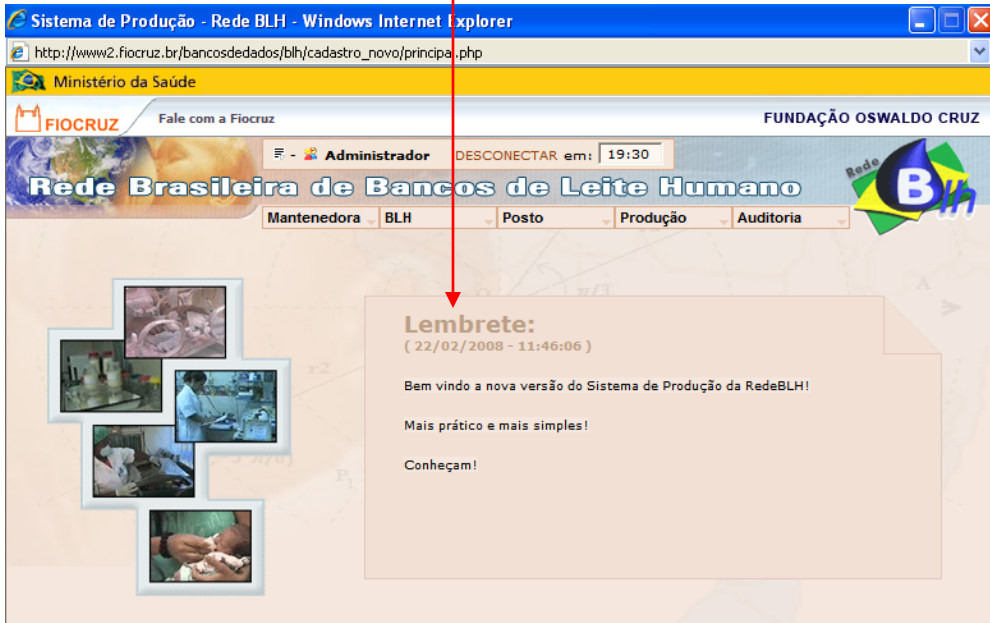 Sistema de Produção - Rede BLH - Windows Internet Explorer
http://www2.fiocruz.br/bancosdedados/blh/cadastro_novo/principal.php
Ministério da Saúde
FIOCRUZ Fale com a Fiocruz FUNDAÇÃO OSWALDO CRUZ
- Administrador DESCONECTAR em: 19:30
Rede Brasileira de Bancos de Leite Humano
Rede Blh
Mantenedora BLH Posto Produção Auditoria
Lembrete:
( 22/02/2008 - 11:46:06 )
Bem vindo a nova versão do Sistema de Produção da RedeBLH!
Mais prático e mais simples!
Conheçam!